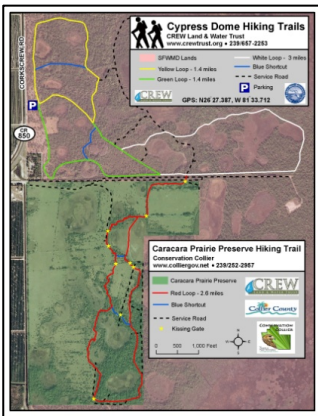 CORKSCREW RD
P
CR
850
Cypress Dome Hiking Trails
CREW Land & Water Trust
www.crewtrust.org • 239/657-2253
SFWMD Lands
Yellow Loop - 1.4 miles
Green Loop - 1.4 miles
White Loop - 3 miles
Blue Shortcut
Service Road
P Parking
CREW
GPS: N26 27.387, W 81 33.712
Caracara Prairie Preserve Hiking Trail
Conservation Collier
www.colliergov.net • 239/252-2957
Caracara Prairie Preserve
Red Loop - 2.6 miles
Blue Shortcut
Service Road
Kissing Gate
0 500 1,000 Feet
CREW
Collier County